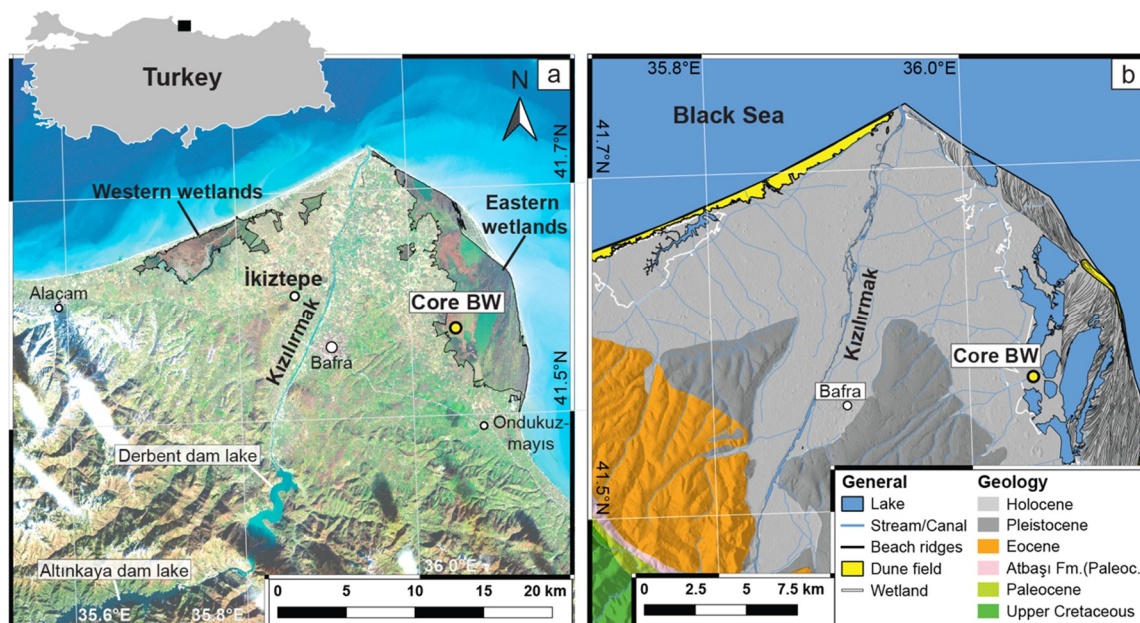 Turkey
a
N
41.7°N
Western wetlands
Eastern
wetlands
İkiztepe
Alaçam
Core BW
Kızılırmak
Bafra
41.5°N
Ondukuz-
mayıs
Derbent dam lake
Altınkaya dam lake
36.0°E
35.6°E
35.8°E
0 5 10 15 20 km
35.8°E
36.0°E
b
Black Sea
41.7°N
Kızılırmak
Core BW
Bafra
41.5°N
General
Lake
Stream/Canal
Beach ridges
Dune field
Wetland
Geology
Holocene
Pleistocene
Eocene
Atbaşı Fm.(Paleoc.)
Paleocene
Upper Cretaceous
0 2.5 5 7.5 km